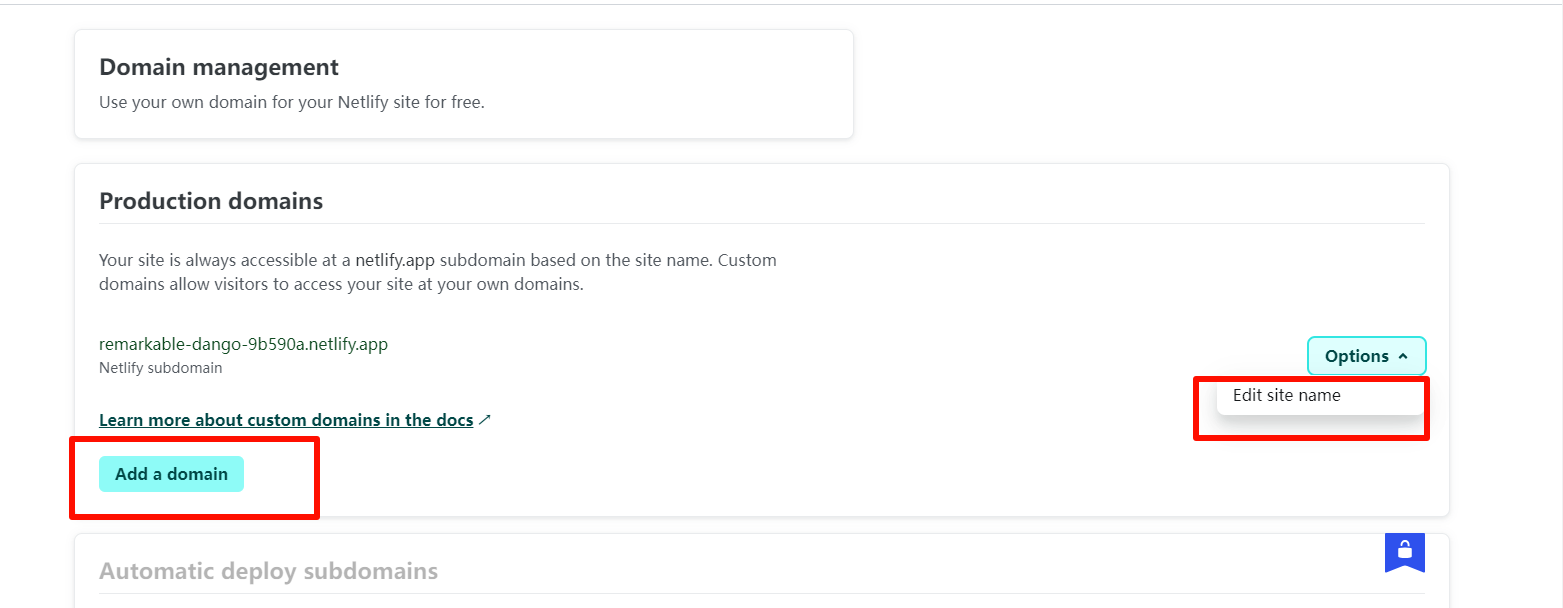 Domain management
Use your own domain for your Netlify site for free.
Production domains
Your site is always accessible at a netlify.app subdomain based on the site name. Custom
domains allow visitors to access your site at your own domains.
remarkable-dango-9b590a.netlify.app
Netlify subdomain
Options
Edit site name
Learn more about custom domains in the docs
Add a domain
Automatic deploy subdomains